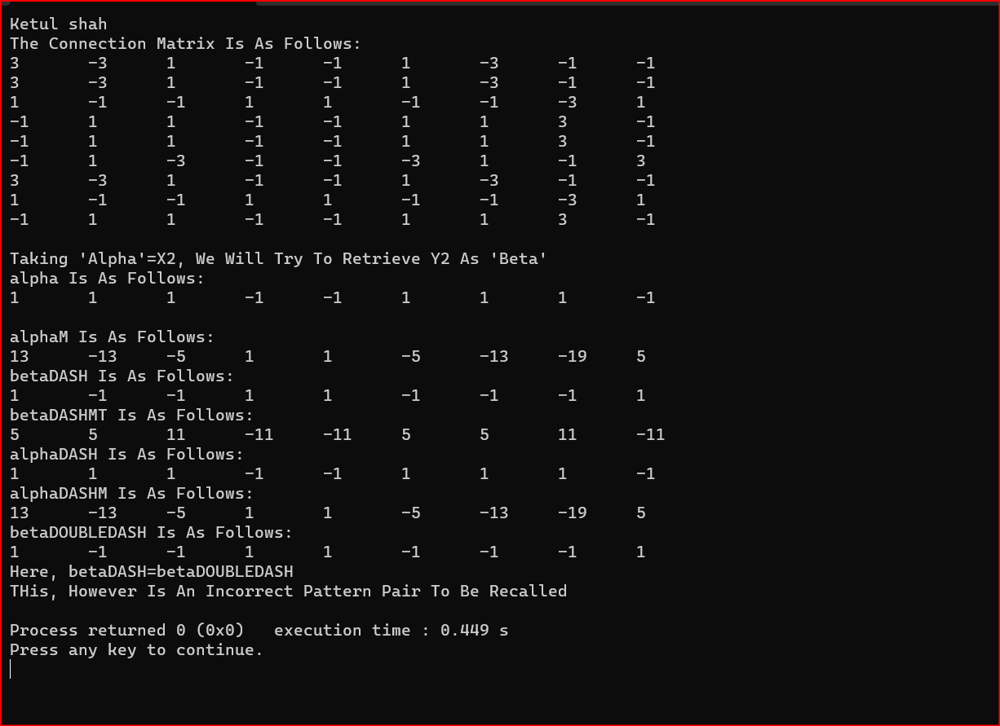 Ketul shah
The Connection Matrix Is As Follows:
3 -3 1 -1 -1 1 -3 -1 -1
3 -3 1 -1 -1 1 -3 -1 -1
1 -1 -1 1 1 -1 -1 -3 1
-1 1 1 -1 -1 1 1 3 -1
-1 1 1 -1 -1 1 1 3 -1
-1 1 -3 -1 -1 -3 1 -1 3
3 -3 1 -1 -1 1 -3 -1 -1
1 -1 -1 1 1 -1 -1 -3 1
-1 1 1 -1 -1 1 1 3 -1
Taking 'Alpha'=X2, We Will Try To Retrieve Y2 As 'Beta'
alpha Is As Follows:
1 1 1 -1 -1 1 1 1 -1
alphaM Is As Follows:
13 -13 -5 1 1 -5 -13 -19 5
betaDASH Is As Follows:
1 -1 -1 1 1 -1 -1 -1 1
betaDASHMT Is As Follows:
5 5 11 -11 -11 5 5 11 -11
alphaDASH Is As Follows:
1 1 1 -1 -1 1 1 1 -1
alphaDASHM Is As Follows:
13 -13 -5 1 1 -5 -13 -19 5
betaDOUBLEDASH Is As Follows:
1 -1 -1 1 1 -1 -1 -1 1
Here, betaDASH=betaDOUBLEDASH
THis, However Is An Incorrect Pattern Pair To Be Recalled
Process returned 0 (0x0) execution time : 0.449 s
Press any key to continue.